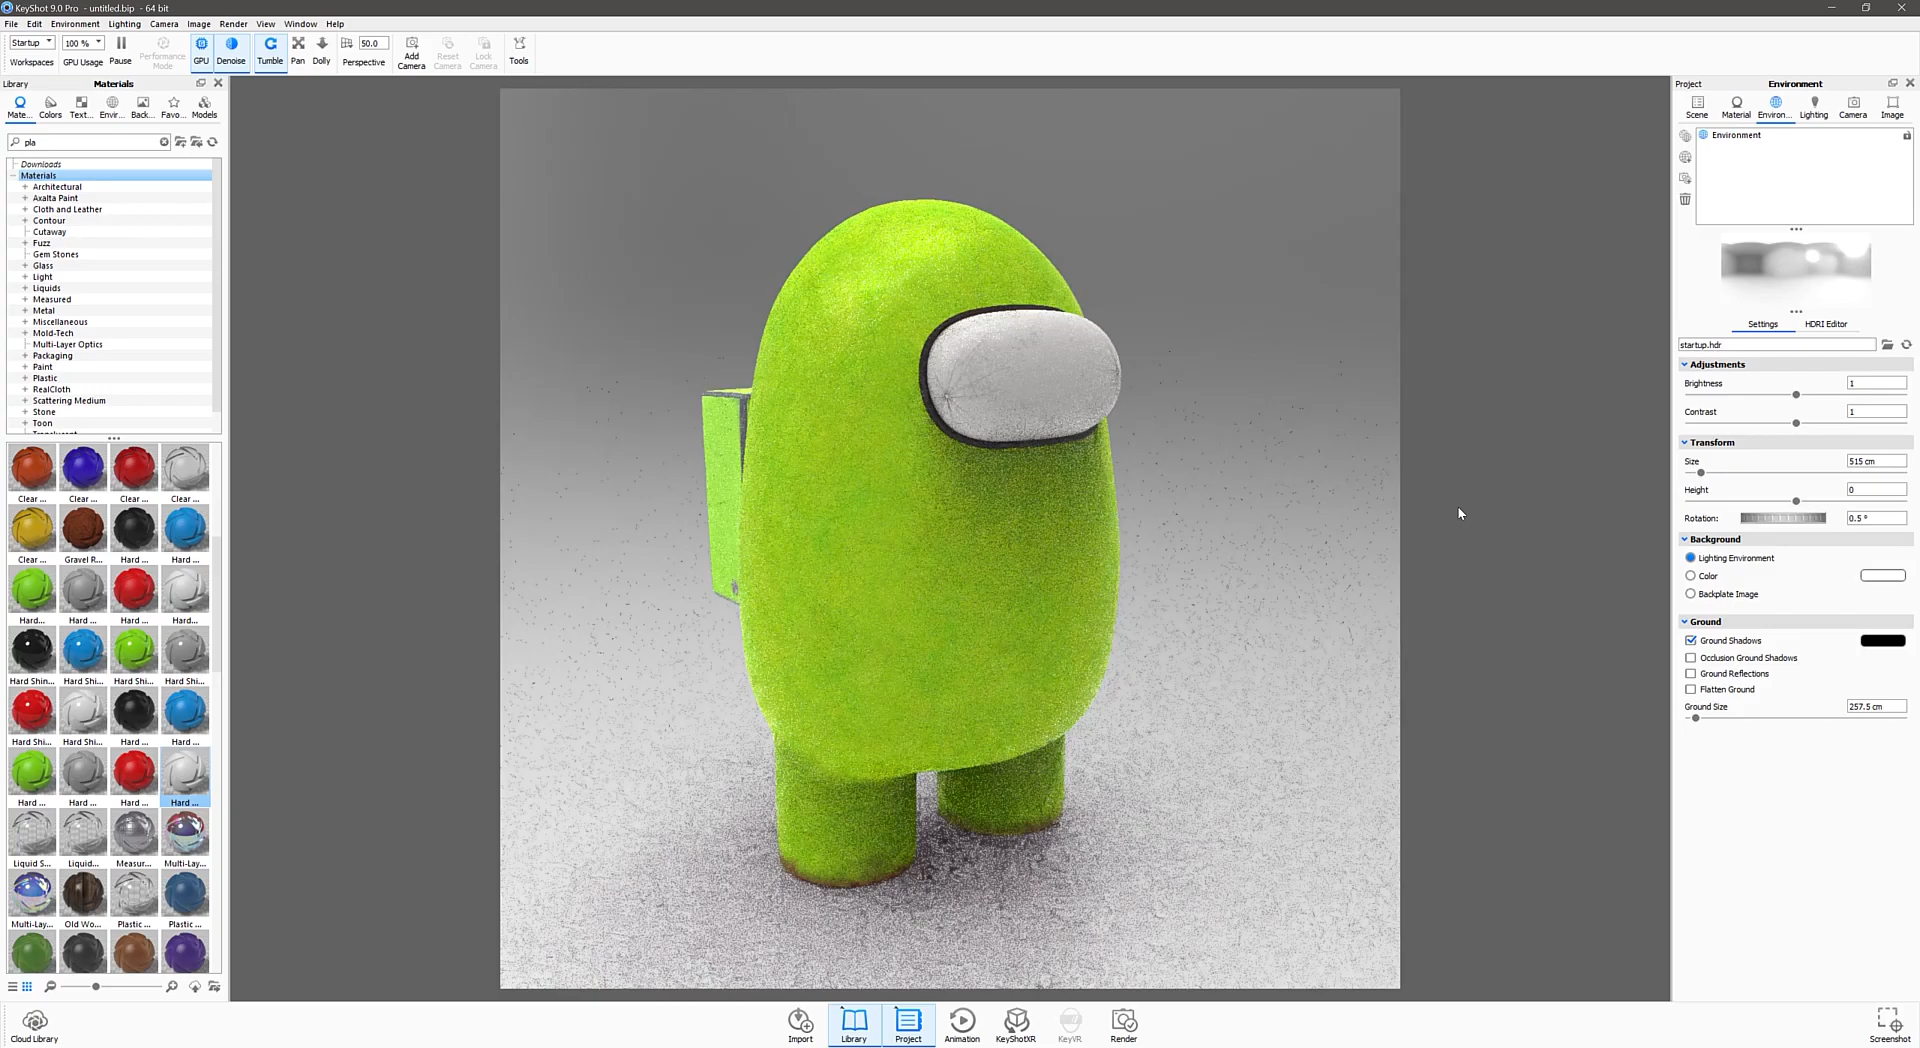 KeyShot 9.0 Pro - untitled.bip - 64 bit
File Edit Environment Lighting Camera Image Render View Window Help
Startup 100 % 50.0
Workspaces GPU Usage Pause Performance Mode GPU Denoise Tumble Pan Dolly Perspective Add Camera Reset Camera Lock Camera Tools
Library Materials
Mate... Colors Text... Envir... Back... Favo... Models
pla
Downloads
Materials
Architectural
Axalta Paint
Cloth and Leather
Contour
Cutaway
Fuzz
Gem Stones
Glass
Light
Liquids
Measured
Metal
Miscellaneous
Mold-Tech
Multi-Layer Optics
Packaging
Paint
Plastic
RealCloth
Scattering Medium
Stone
Toon
Clear ... Clear ... Clear ... Clear ...
Clear ... Gravel R... Hard ... Hard ...
Hard... Hard ... Hard ... Hard...
Hard Shin... Hard Shi... Hard Shi... Hard Shi...
Hard Shi... Hard Shi... Hard ... Hard ...
Hard ... Hard ... Hard ... Hard ...
Liquid S... Liquid... Measur... Multi-Lay...
Multi-Lay... Old Wo... Plastic ... Plastic ...
Cloud Library
Import Library Project Animation KeyShotXR KeyVR Render
Screenshot
Project Environment
Scene Material Environ... Lighting Camera Image
Environment
Settings HDRI Editor
startup.hdr
Adjustments
Brightness 1
Contrast 1
Transform
Size 515 cm
Height 0
Rotation: 0.5 °
Background
Lighting Environment
Color
Backplate Image
Ground
Ground Shadows
Occlusion Ground Shadows
Ground Reflections
Flatten Ground
Ground Size 257.5 cm